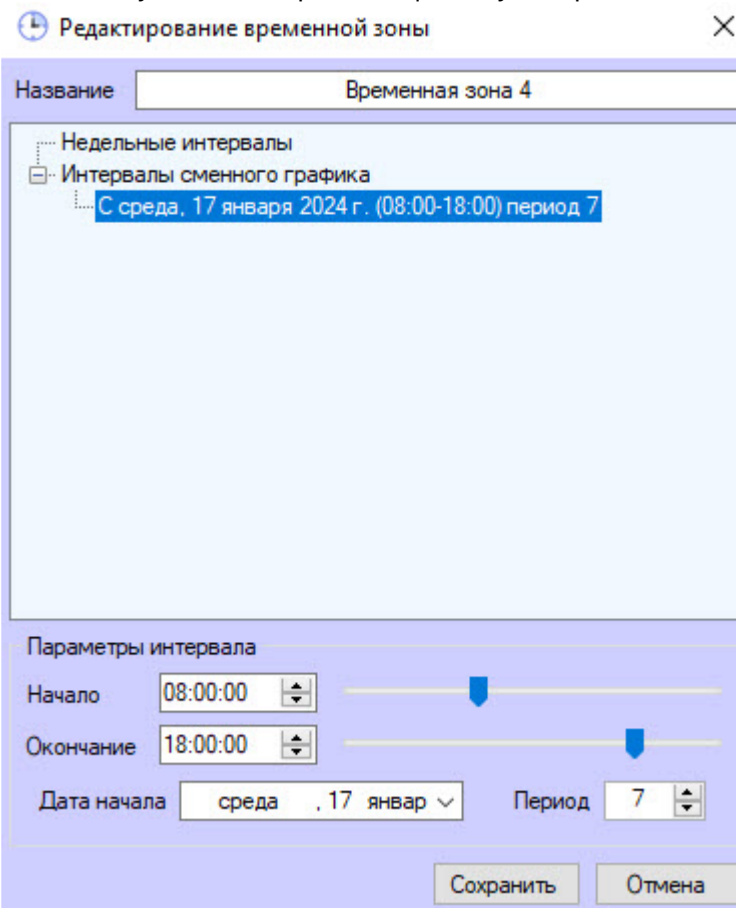 Редактирование временной зоны
Название Временная зона 4
Недельные интервалы
Интервалы сменного графика
С среда, 17 января 2024 г. (08:00-18:00) период 7
Параметры интервала
Начало 08:00:00
Окончание 18:00:00
Дата начала среда , 17 январ Период 7
Сохранить Отмена